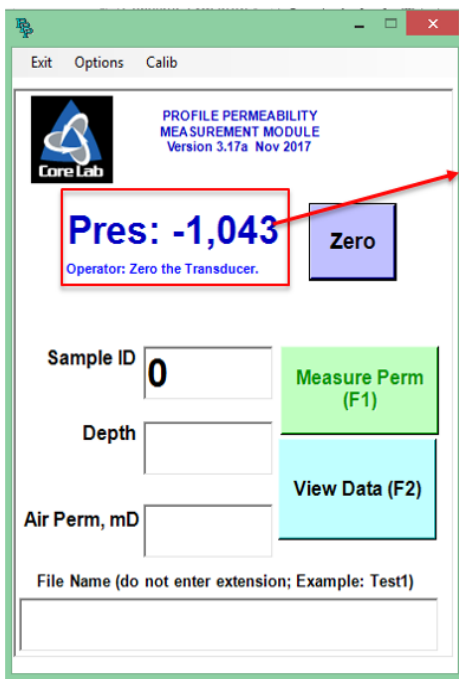 Exit Options Calib
PROFILE PERMEABILITY
MEASUREMENT MODULE
Version 3.17a Nov 2017
Core Lab
Pres: -1,043
Zero
Operator: Zero the Transducer.
Sample ID
0
Measure Perm
(F1)
Depth
View Data (F2)
Air Perm, mD
File Name (do not enter extension; Example: Test1)